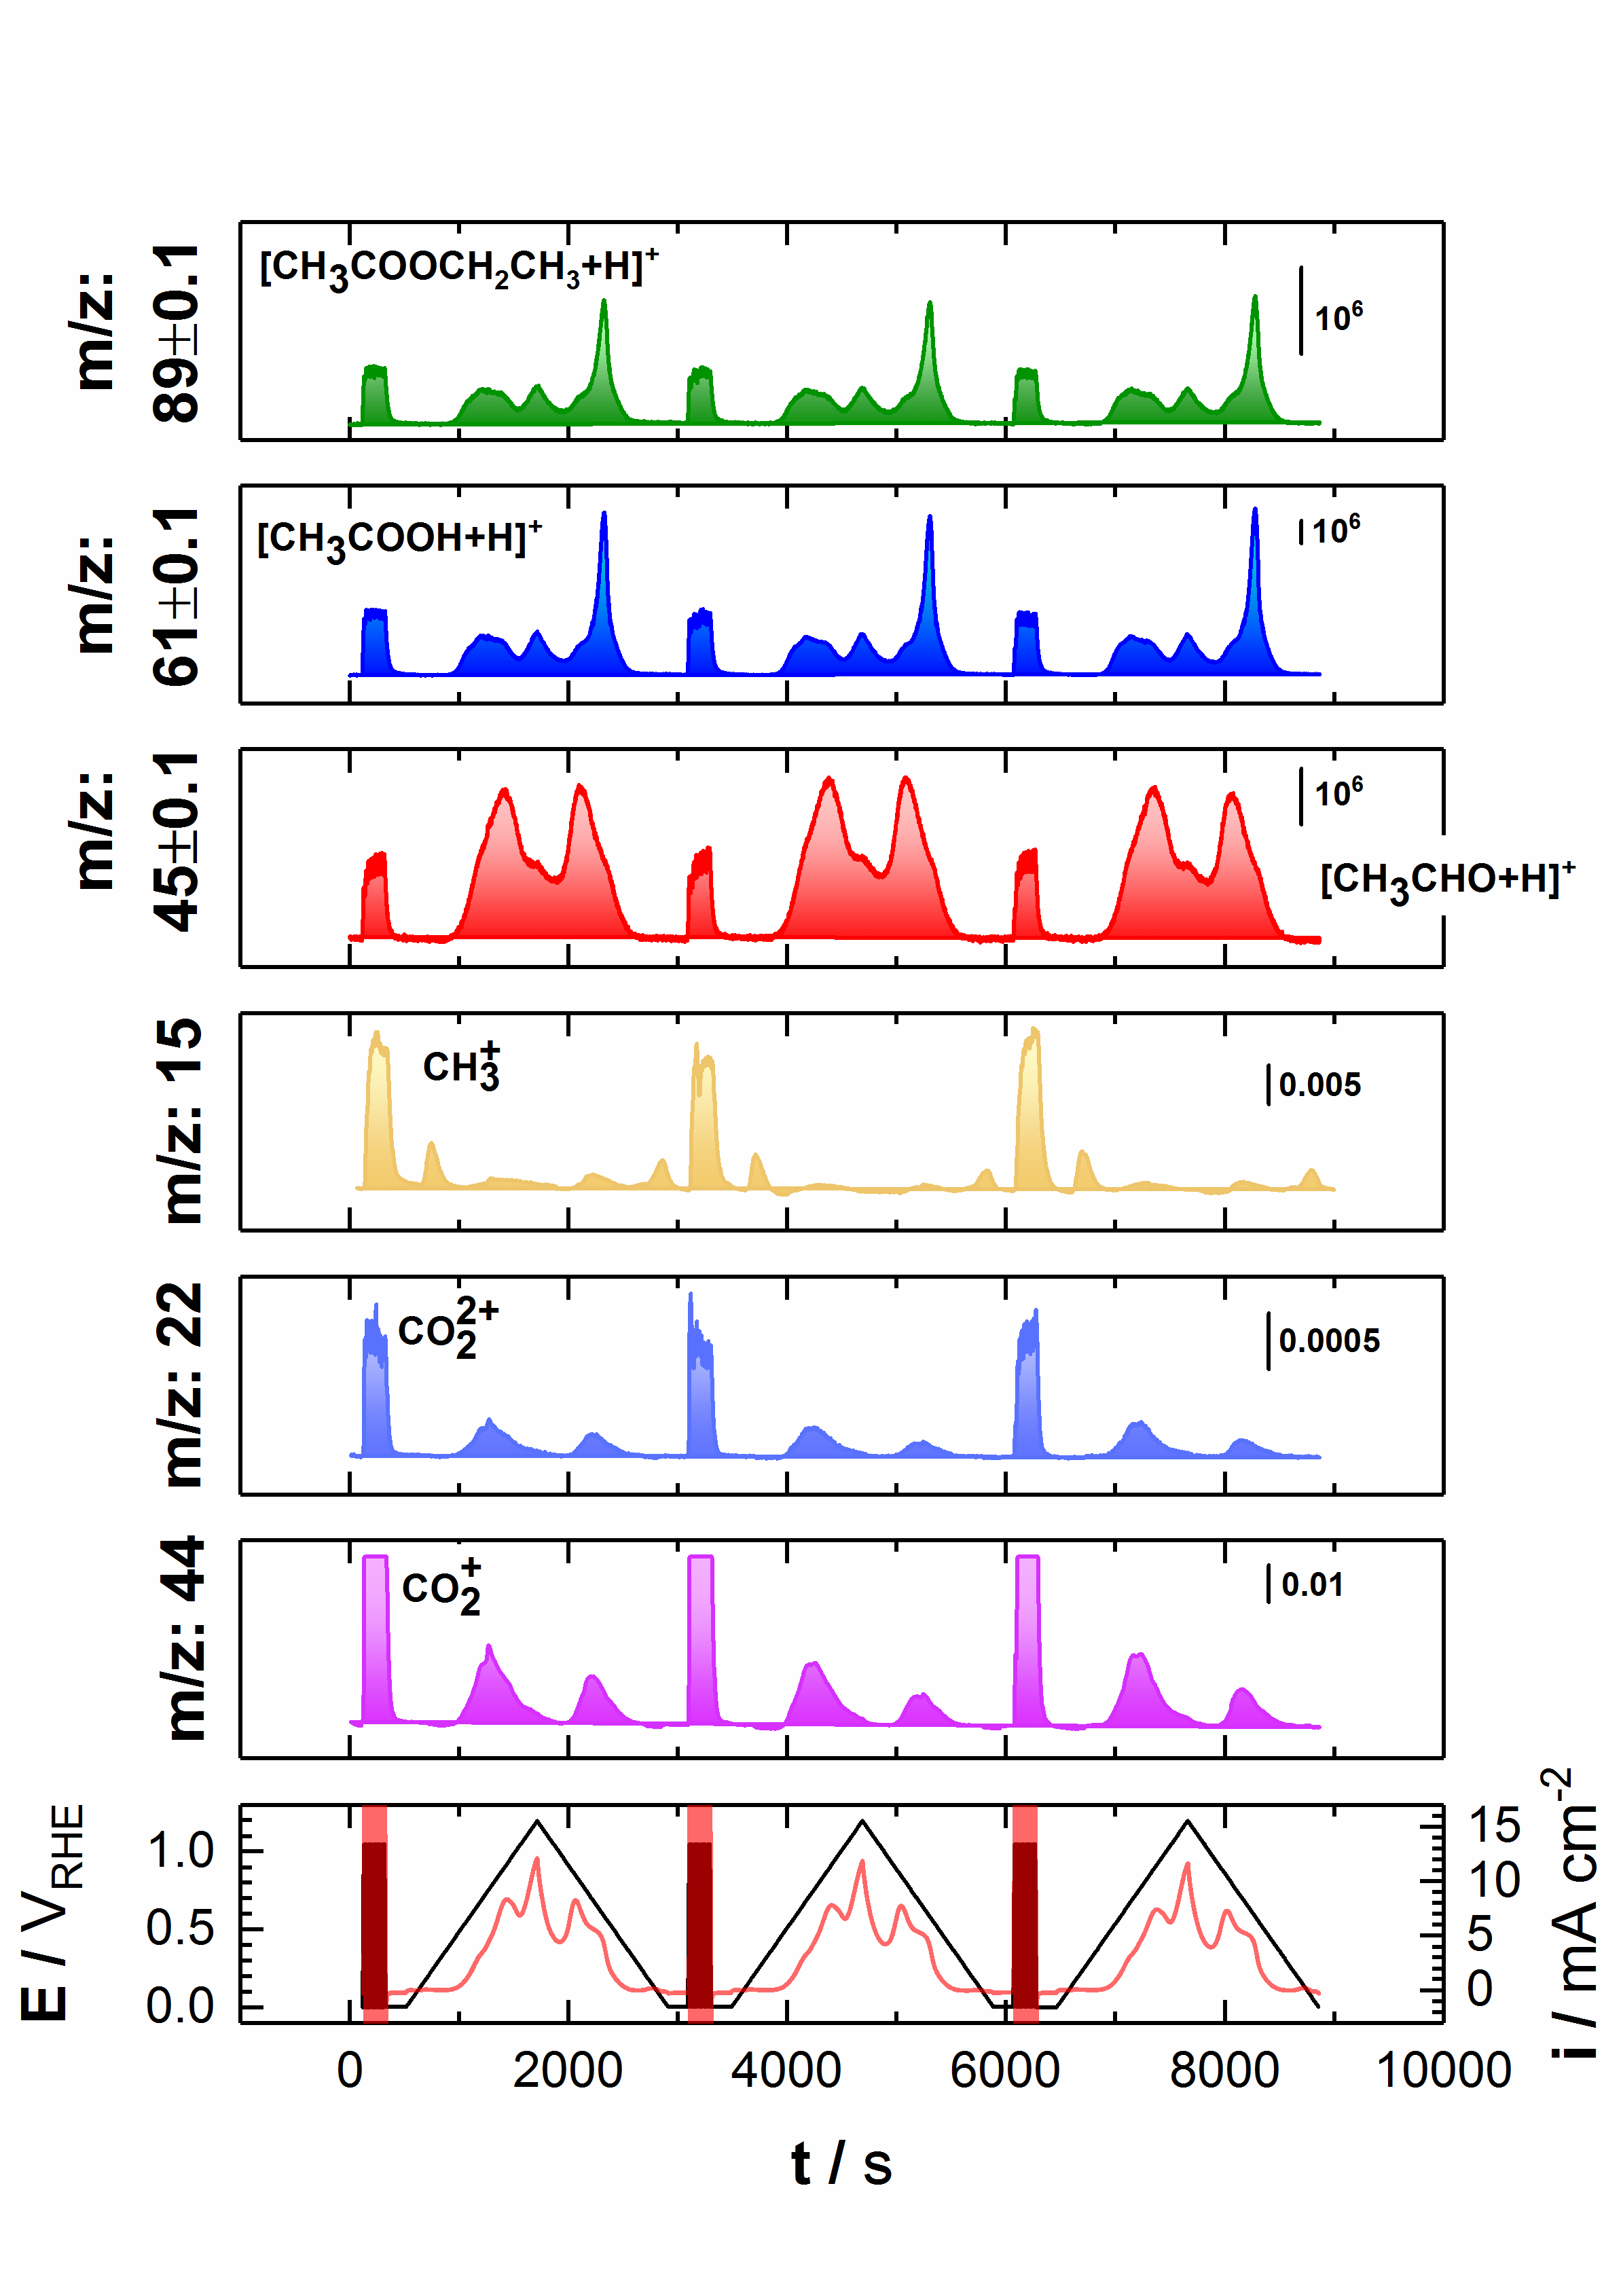 m/z:
89±0.1
[CH3COOCH2CH3+H]+
10^6
m/z:
61±0.1
[CH3COOH+H]+
10^6
m/z:
45±0.1
10^6
[CH3CHO+H]+
m/z: 15
CH3+
0.005
m/z: 22
CO2 2+
0.0005
m/z: 44
CO2+
0.01
E / VRHE
1.0
0.5
0.0
15
10
5
0
i / mA cm-2
0 2000 4000 6000 8000 10000
t / s